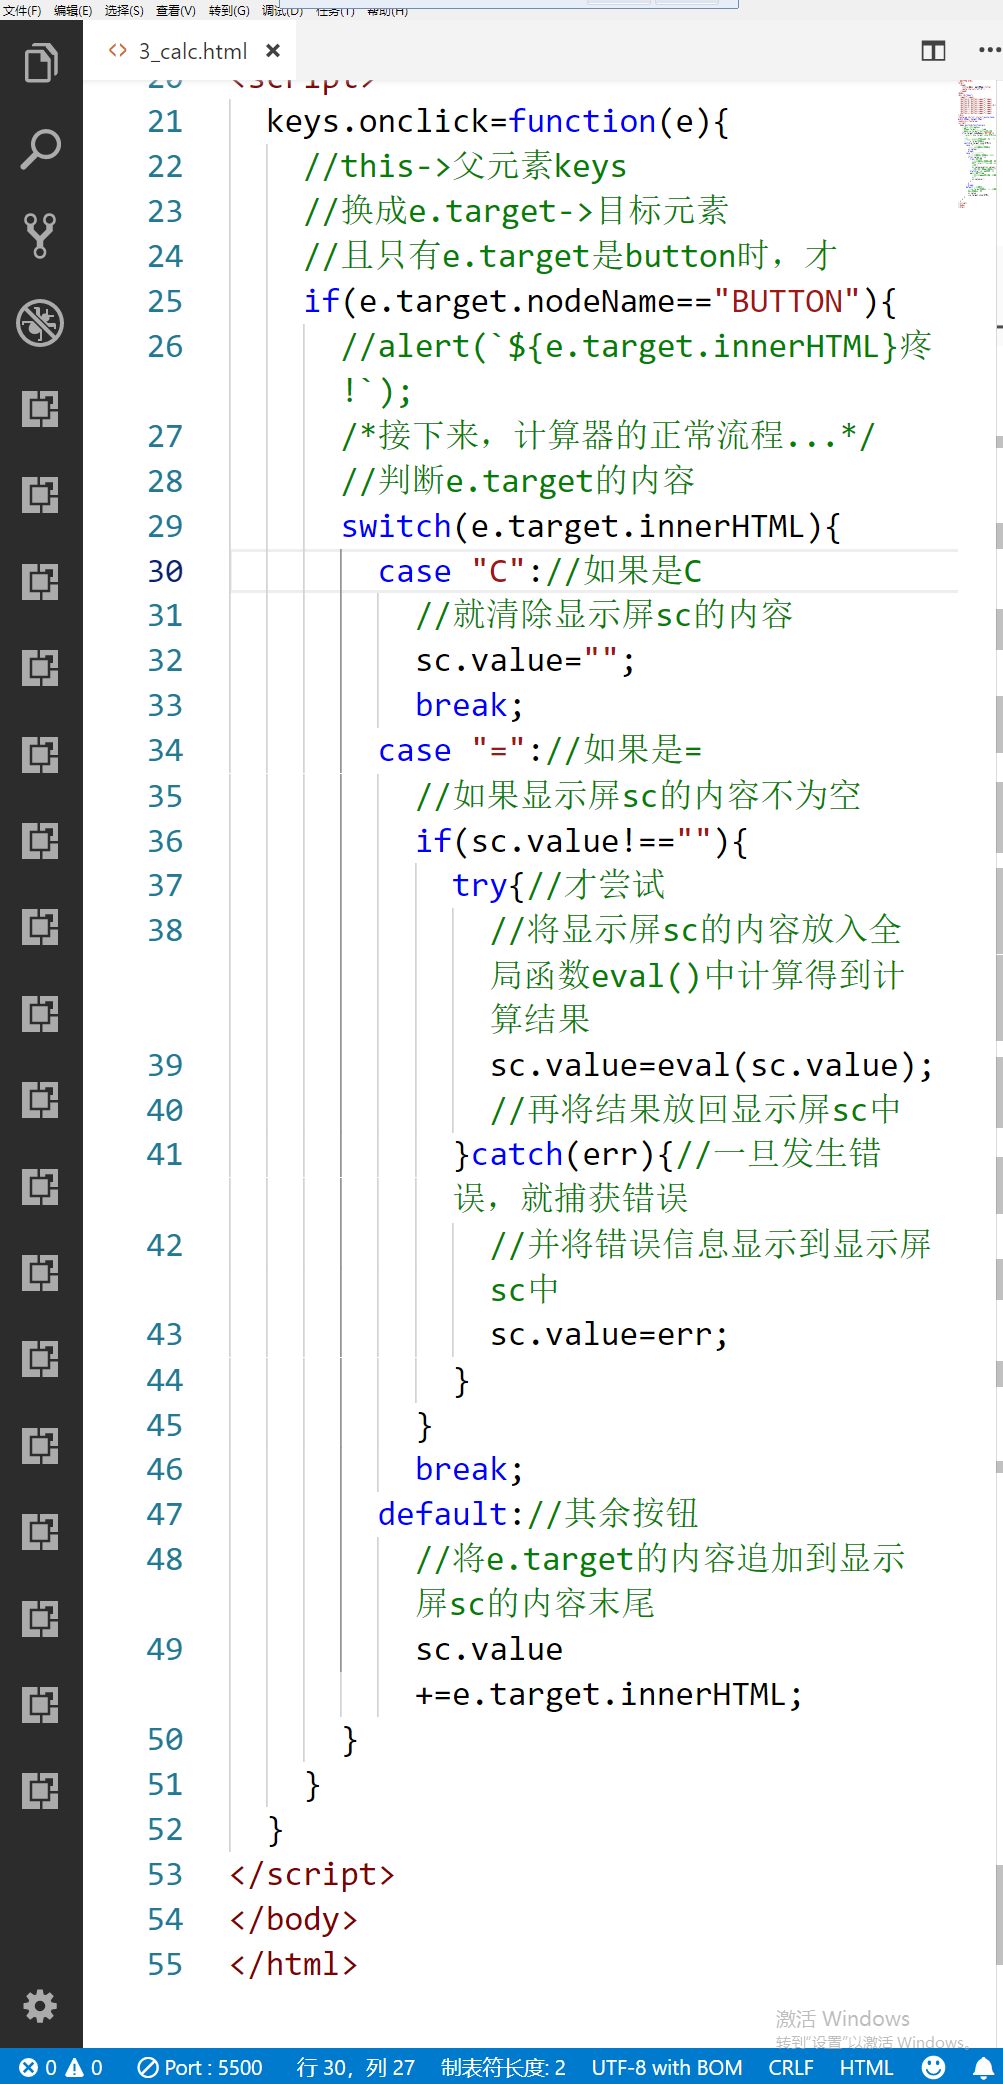 文件(F) 编辑(E) 选择(S) 查看(V) 转到(G) 调试(D) 任务(T) 帮助(H)
<> 3_calc.html ×
20 <script>
21 keys.onclick=function(e){
22 //this->父元素keys
23 //换成e.target->目标元素
24 //且只有e.target是button时，才
25 if(e.target.nodeName=="BUTTON"){
26 //alert(`${e.target.innerHTML}疼
!`);
27 /*接下来，计算器的正常流程...*/
28 //判断e.target的内容
29 switch(e.target.innerHTML){
30 case "C"://如果是C
31 //就清除显示屏sc的内容
32 sc.value="";
33 break;
34 case "="://如果是=
35 //如果显示屏sc的内容不为空
36 if(sc.value!==""){
37 try{//才尝试
38 //将显示屏sc的内容放入全
局函数eval()中计算得到计
算结果
39 sc.value=eval(sc.value);
40 //再将结果放回显示屏sc中
41 }catch(err){//一旦发生错
误，就捕获错误
42 //并将错误信息显示到显示屏
sc中
43 sc.value=err;
44 }
45 }
46 break;
47 default://其余按钮
48 //将e.target的内容追加到显示
屏sc的内容末尾
49 sc.value
+=e.target.innerHTML;
50 }
51 }
52 }
53 </script>
54 </body>
55 </html>
激活 Windows
转到"设置"以激活 Windows。
0 0 Port : 5500 行 30，列 27 制表符长度: 2 UTF-8 with BOM CRLF HTML